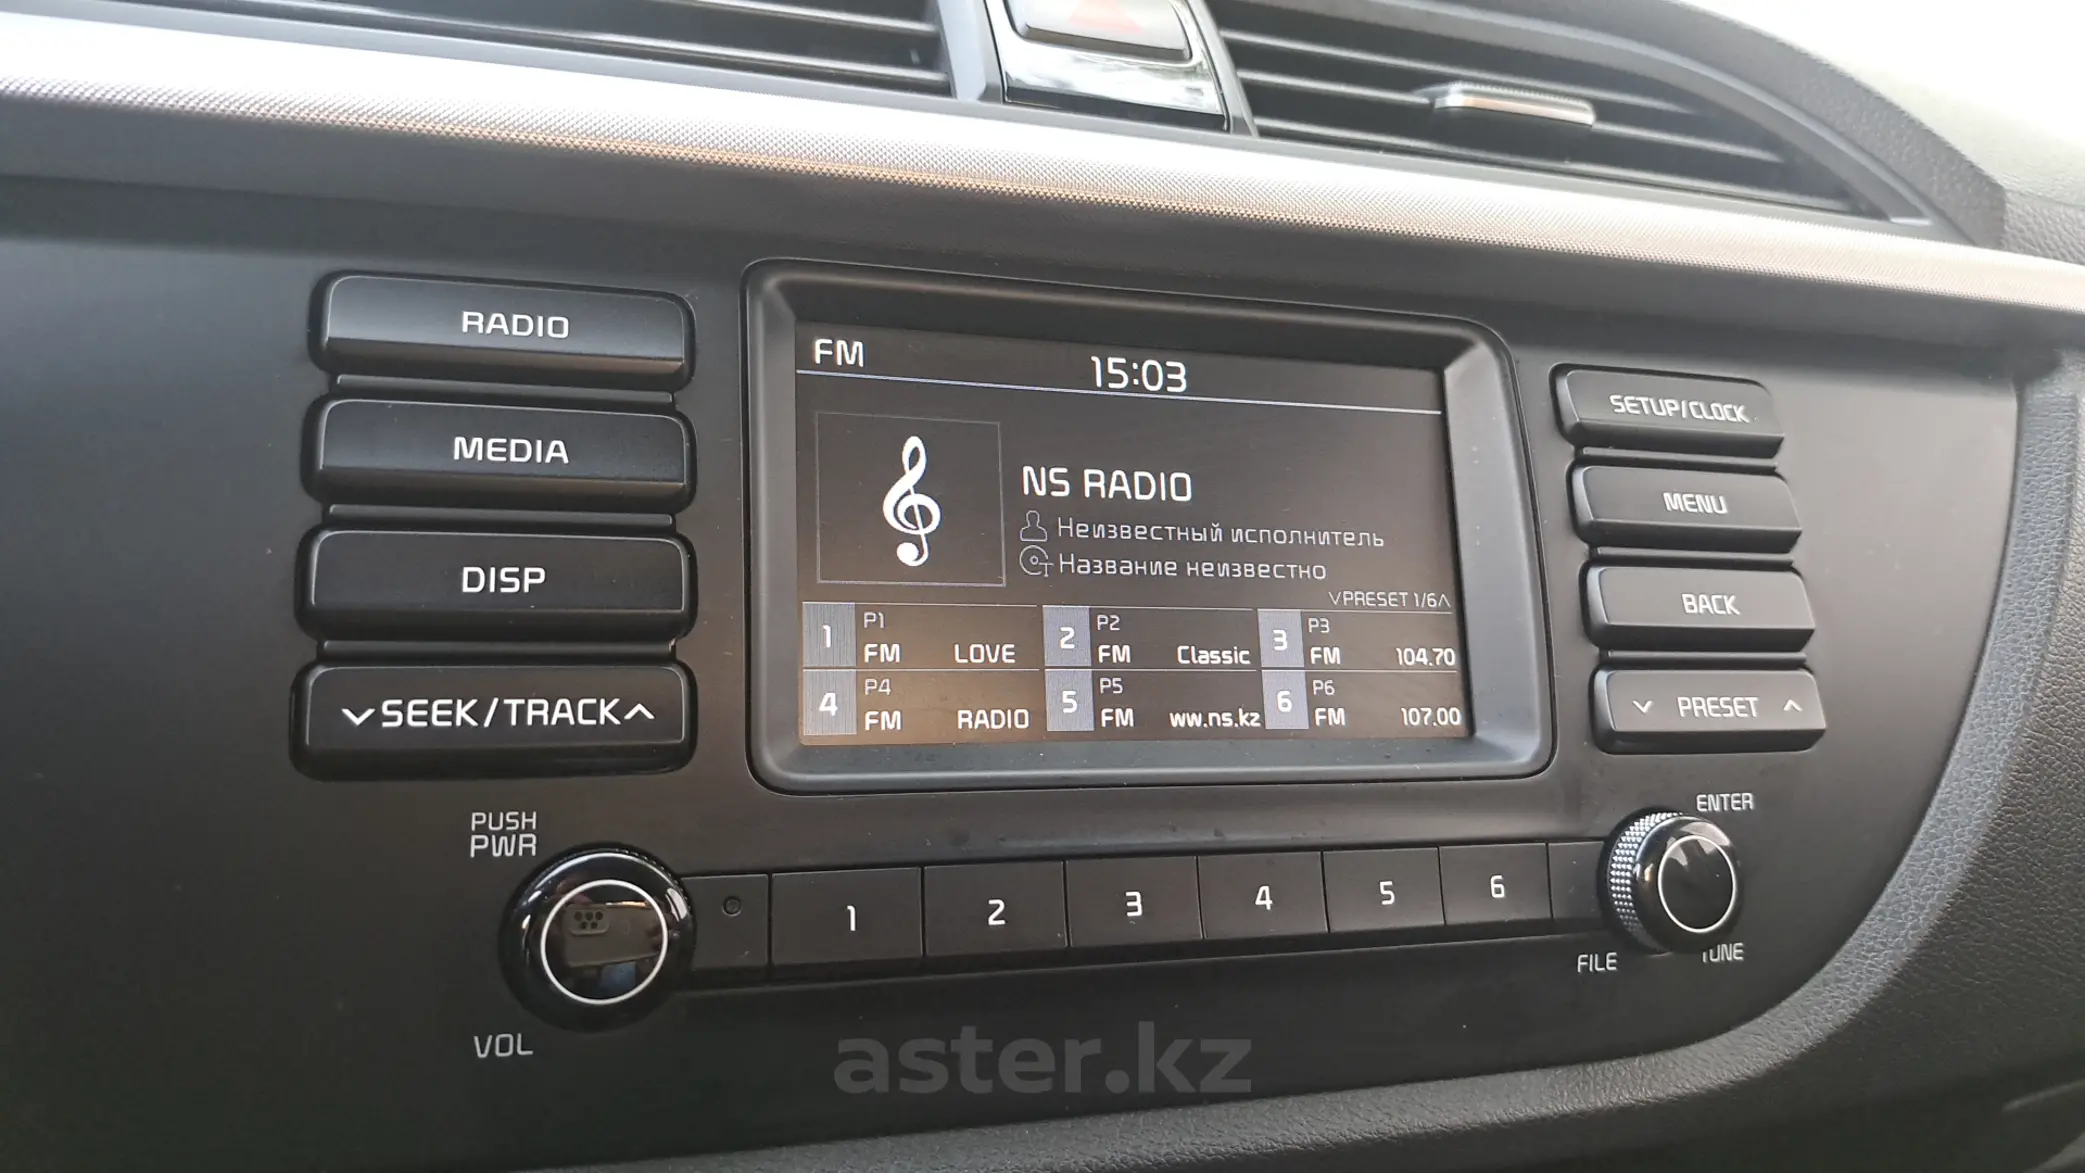 RADIO
MEDIA
DISP
SEEK/TRACK
PUSH
PWR
VOL
FM
15:03
NS RADIO
Неизвестный исполнитель
Название неизвестно
PRESET 1/6
1 P1 FM LOVE
2 P2 FM Classic
3 P3 FM 104.70
4 P4 FM RADIO
5 P5 FM ww.ns.kz
6 P6 FM 107.00
SETUP/CLOCK
MENU
BACK
PRESET
ENTER
1 2 3 4 5 6
FILE
TUNE
aster.kz